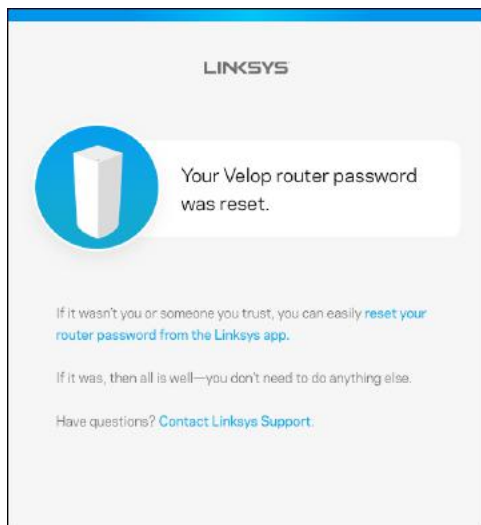 LINKSYS
Your Velop router password
was reset.
If it wasn't you or someone you trust, you can easily reset your
router password from the Linksys app.
If it was, then all is well—you don't need to do anything else.
Have questions? Contact Linksys Support.